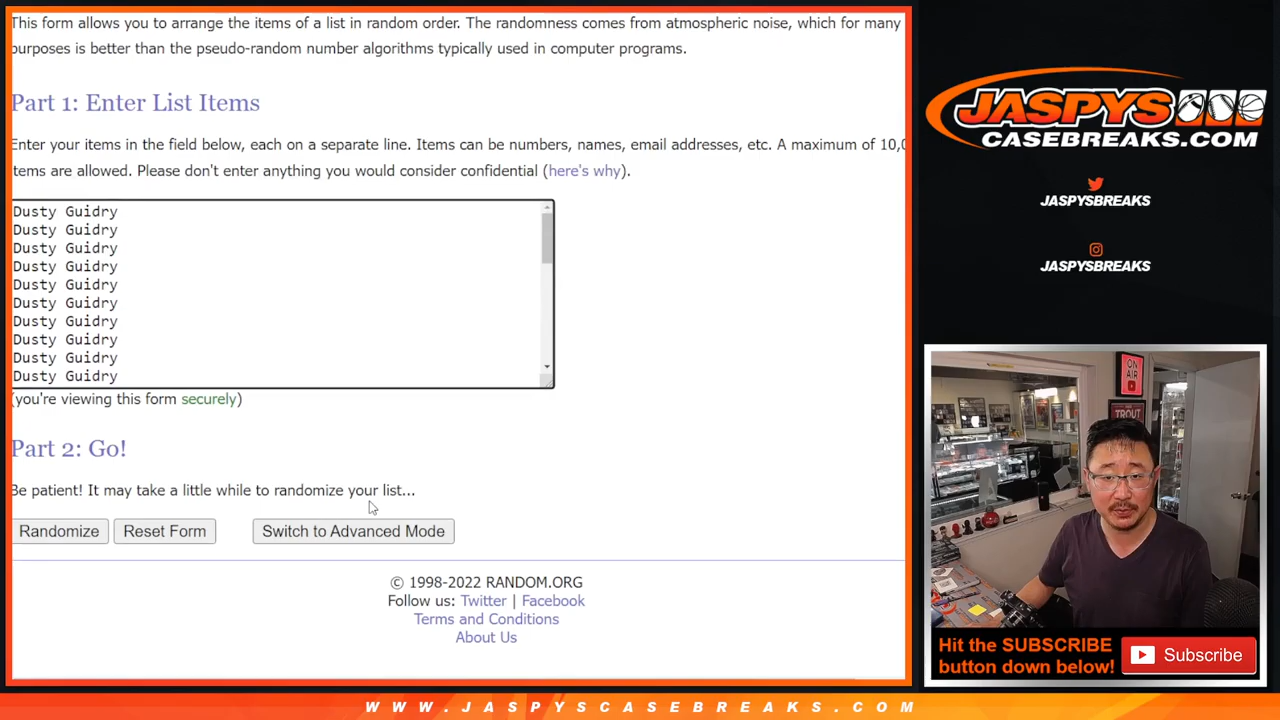 This form allows you to arrange the items of a list in random order. The randomness comes from atmospheric noise, which for many
purposes is better than the pseudo-random number algorithms typically used in computer programs.
Part 1: Enter List Items
Enter your items in the field below, each on a separate line. Items can be numbers, names, email addresses, etc. A maximum of 10,0
tems are allowed. Please don't enter anything you would consider confidential (here's why).
Dusty Guidry
Dusty Guidry
Dusty Guidry
Dusty Guidry
Dusty Guidry
Dusty Guidry
Dusty Guidry
Dusty Guidry
Dusty Guidry
Dusty Guidry
(you're viewing this form securely)
Part 2: Go!
Be patient! It may take a little while to randomize your list...
Randomize
Reset Form
Switch to Advanced Mode
© 1998-2022 RANDOM.ORG
Follow us: Twitter | Facebook
Terms and Conditions
About Us
JASPYS
CASEBREAKS.COM
JASPYSBREAKS
JASPYSBREAKS
ON AIR
TROUT
Hit the SUBSCRIBE
button down below!
Subscribe
WWW.JASPYSCASEBREAKS.COM